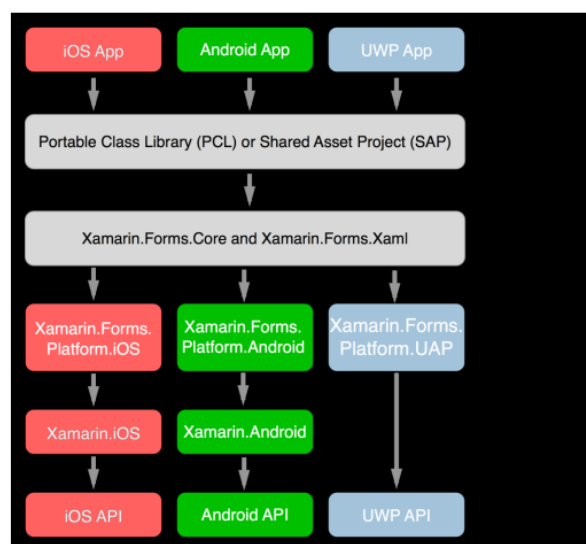 iOS App
Android App
UWP App
Portable Class Library (PCL) or Shared Asset Project (SAP)
Xamarin.Forms.Core and Xamarin.Forms.Xaml
Xamarin.Forms.
Platform.iOS
Xamarin.Forms.
Platform.Android
Xamarin.Forms.
Platform.UAP
Xamarin.iOS
Xamarin.Android
iOS API
Android API
UWP API